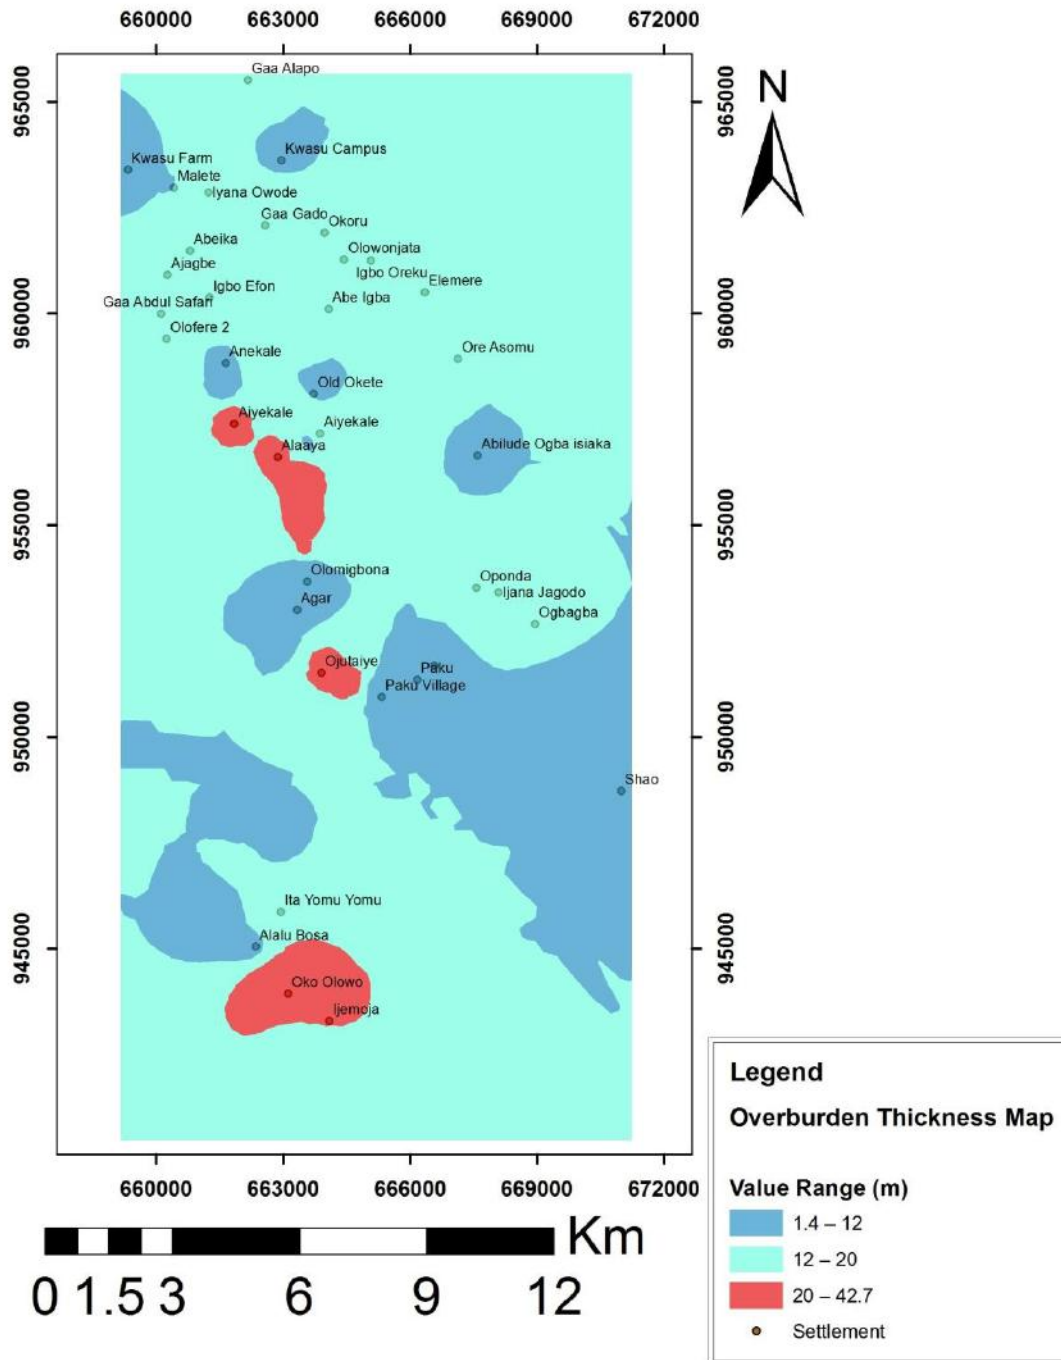 660000 663000 666000 669000 672000
Gaa Alapo
965000 965000
N
Kwasu Campus
Kwasu Farm
Malete
Iyana Owode
Gaa Gado
Okoru
Abeika
Olowonjata
Ajagbe
Igbo Oreku
Elemere
Igbo Efon
Gaa Abdul Safari
Abe Igba
960000 960000
Olofere 2
Anekale
Ore Asomu
Old Okete
Aiyekale
Aiyekale
Alaaya
Abilude Ogba isiaka
955000 955000
Olomigbona
Oponda
Ijana Jagodo
Agar
Ogbagba
Ojutaiye
Paku
Paku Village
950000 950000
Shao
Ita Yomu Yomu
Alalu Bosa
945000 945000
Oko Olowo
Ijemoja
660000 663000 666000 669000 672000
Km
0 1.5 3 6 9 12
Legend
Overburden Thickness Map
Value Range (m)
1.4 – 12
12 – 20
20 – 42.7
Settlement